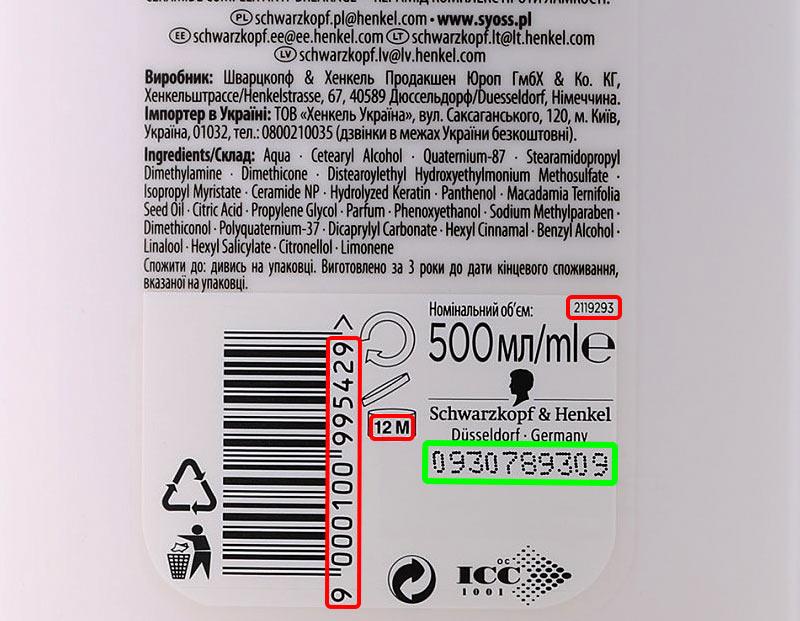 schwarzkopf.pl@henkel.com • www.syoss.pl
EE schwarzkopf.ee@ee.henkel.com LT schwarzkopf.lt@lt.henkel.com
LV schwarzkopf.lv@lv.henkel.com
Виробник: Шварцкопф & Хенкель Продакшен Юроп ГмбХ & Ко. КГ,
Хенкельштрассе/Henkelstrasse, 67, 40589 Дюссельдорф/Duesseldorf, Німеччина.
Імпортер в Україні: ТОВ «Хенкель Україна», вул. Саксаганського, 120, м. Київ,
Україна, 01032, тел.: 0800210035 (дзвінки в межах України безкоштовні).
Ingredients/Склад: Aqua · Cetearyl Alcohol · Quaternium-87 · Stearamidopropyl
Dimethylamine · Dimethicone · Distearoylethyl Hydroxyethylmonium Methosulfate ·
Isopropyl Myristate · Ceramide NP · Hydrolyzed Keratin · Panthenol · Macadamia Ternifolia
Seed Oil · Citric Acid · Propylene Glycol · Parfum · Phenoxyethanol · Sodium Methylparaben ·
Dimethiconol · Polyquaternium-37 · Dicaprylyl Carbonate · Hexyl Cinnamal · Benzyl Alcohol ·
Linalool · Hexyl Salicylate · Citronellol · Limonene
Спожити до: дивись на упаковці. Виготовлено за 3 роки до дати кінцевого споживання,
вказаної на упаковці.
Номінальний об'єм: 2119293
500мл/ml℮
Schwarzkopf & Henkel
Düsseldorf · Germany
12 M
0930789309
9 000100 995429 >
ОС
ICC
1001